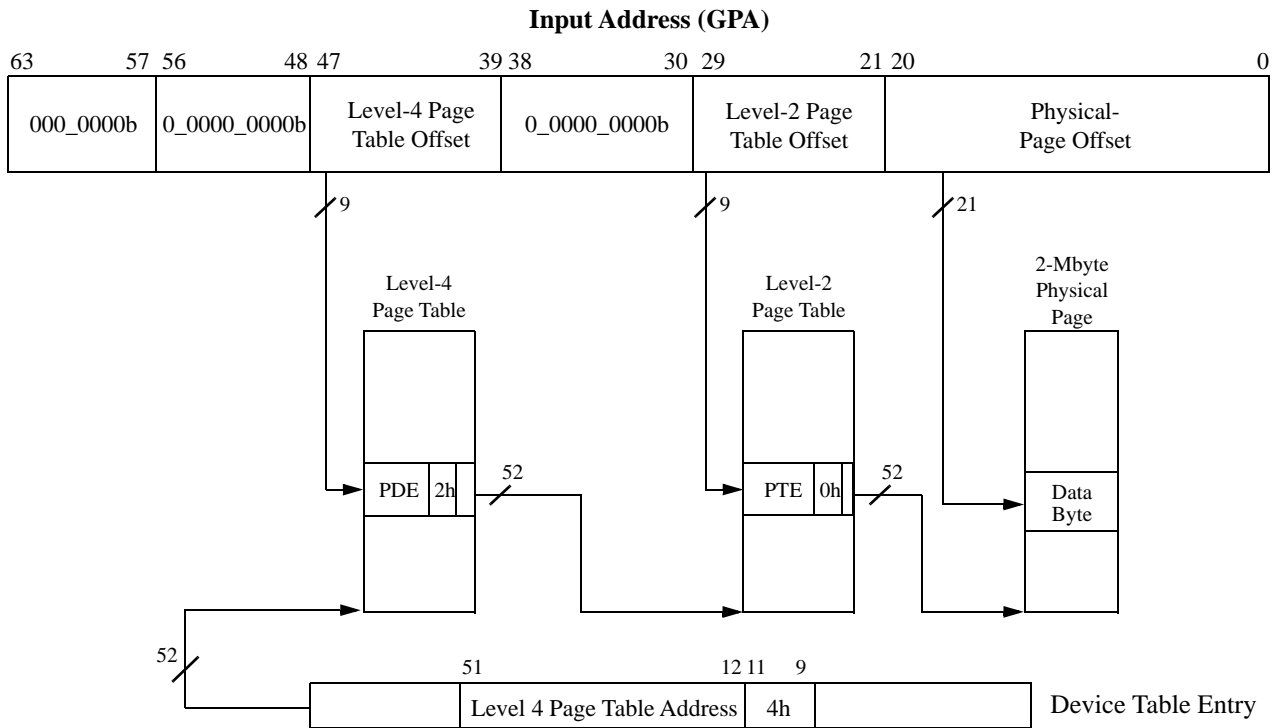 Input Address (GPA)
63 57 56 48 47 39 38 30 29 21 20 0
000_0000b
0_0000_0000b
Level-4 Page
Table Offset
0_0000_0000b
Level-2 Page
Table Offset
Physical-
Page Offset
9
9
21
Level-4
Page Table
Level-2
Page Table
2-Mbyte
Physical
Page
PDE 2h
52
PTE 0h
52
Data
Byte
52
51 12 11 9
Level 4 Page Table Address 4h
Device Table Entry